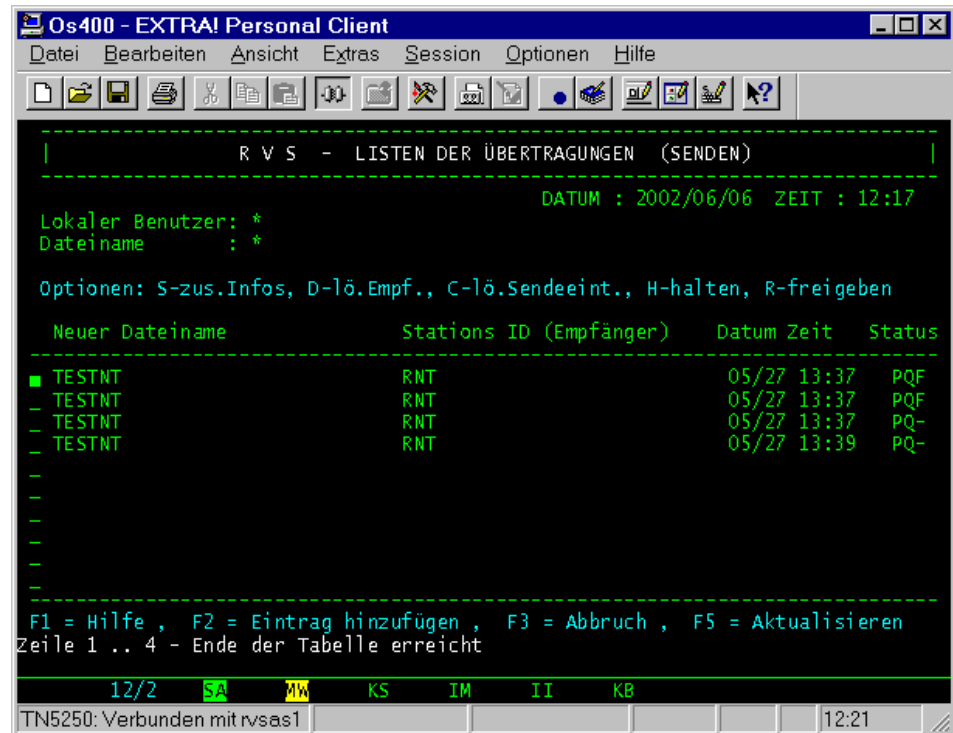 Os400 - EXTRA! Personal Client
Datei Bearbeiten Ansicht Extras Session Optionen Hilfe
R V S - LISTEN DER ÜBERTRAGUNGEN (SENDEN)
DATUM : 2002/06/06 ZEIT : 12:17
Lokaler Benutzer: *
Dateiname : *
Optionen: S-zus.Infos, D-lö.Empf., C-lö.Sendeeint., H-halten, R-freigeben
Neuer Dateiname Stations ID (Empfänger) Datum Zeit Status
TESTNT RNT 05/27 13:37 PQF
_ TESTNT RNT 05/27 13:37 PQF
_ TESTNT RNT 05/27 13:37 PQ-
_ TESTNT RNT 05/27 13:39 PQ-
F1 = Hilfe , F2 = Eintrag hinzufügen , F3 = Abbruch , F5 = Aktualisieren
Zeile 1 .. 4 - Ende der Tabelle erreicht
12/2 SA MW KS IM II KB
TN5250: Verbunden mit rvsas1 12:21